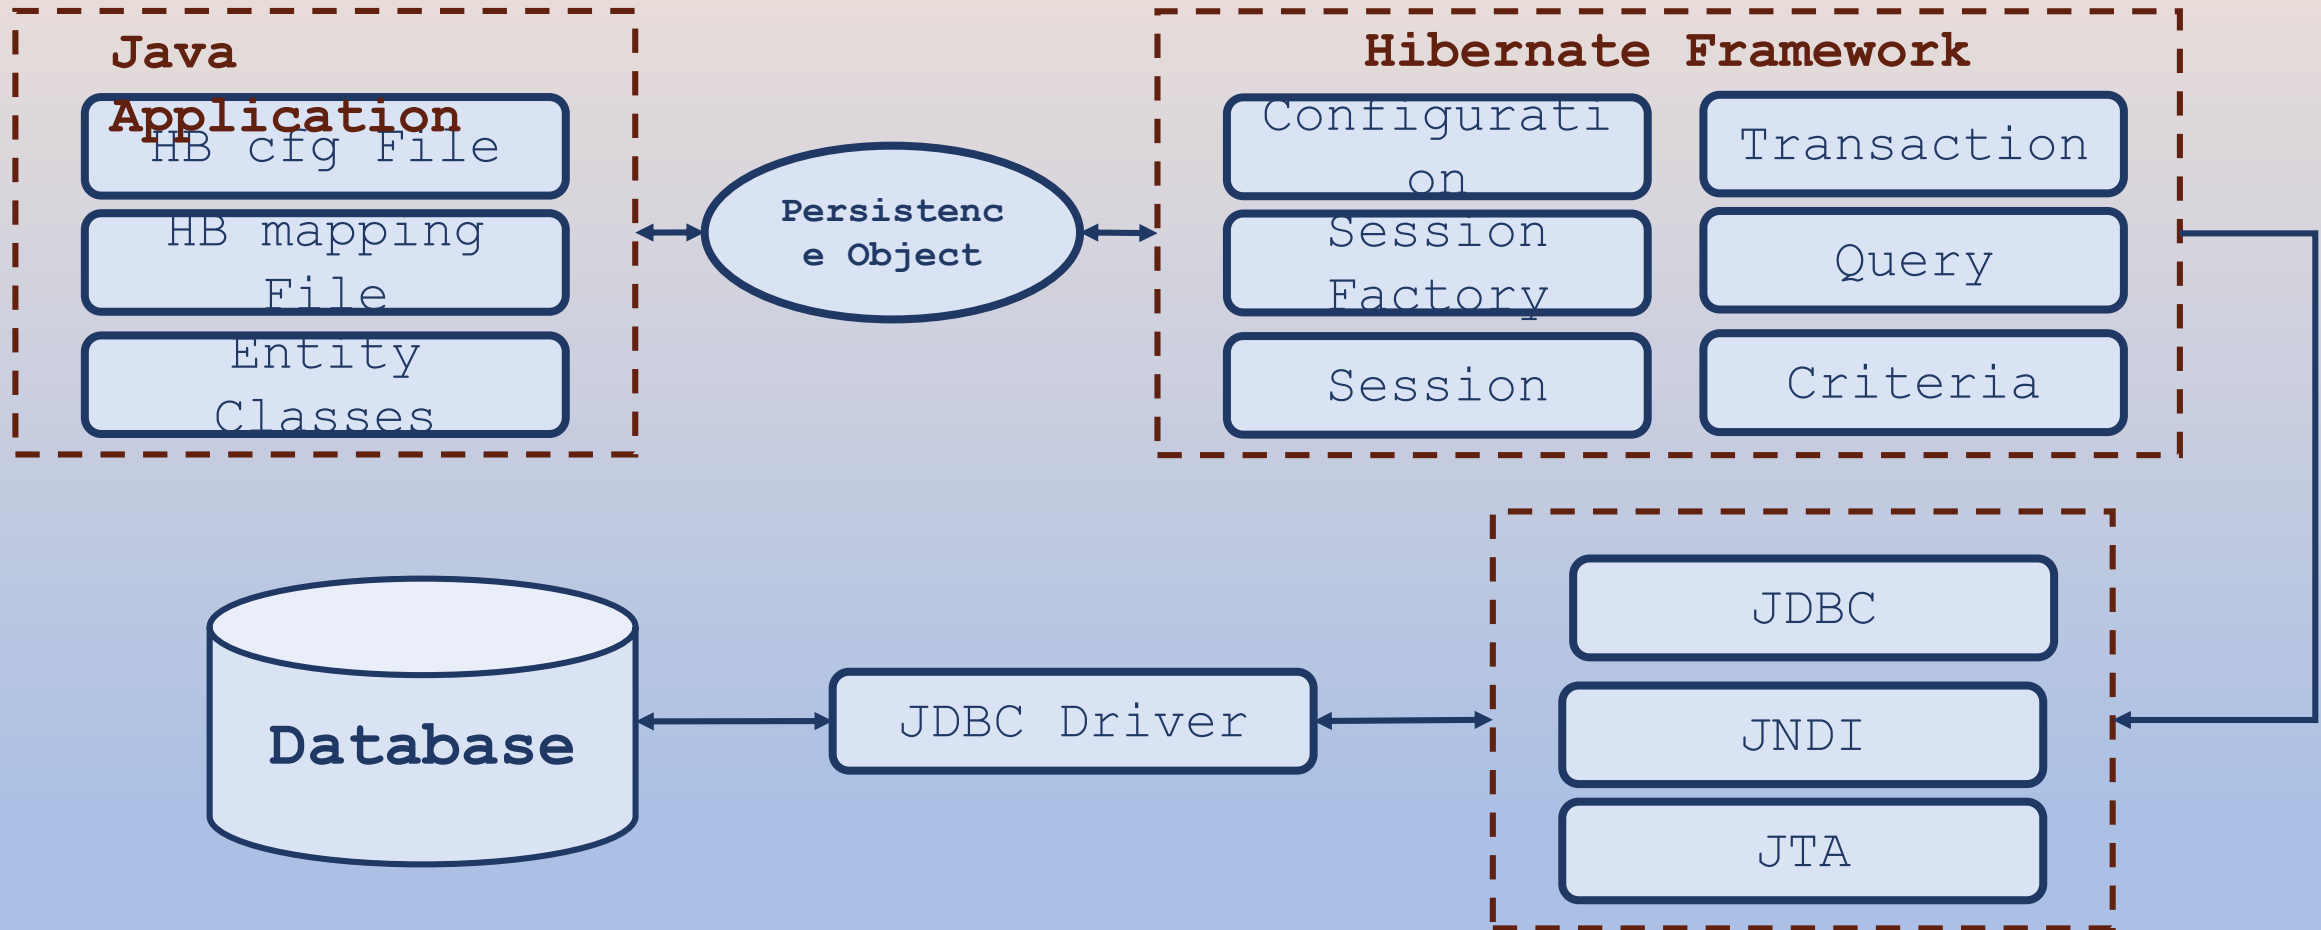 Java
Application
HB cfg File
HB mapping
File
Entity
Classes
Persistenc
e Object
Hibernate Framework
Configurati
on
Transaction
Session
Factory
Query
Session
Criteria
JDBC
JNDI
JTA
JDBC Driver
Database